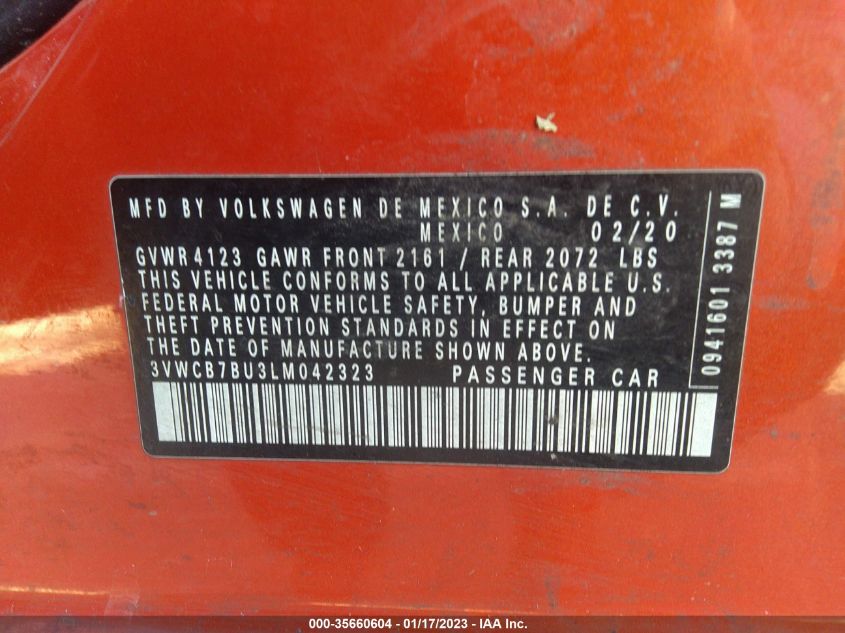 MFD BY VOLKSWAGEN DE MEXICO S.A. DE C.V.
MEXICO 02/20
GVWR 4123 GAWR FRONT 2161 / REAR 2072 LBS
THIS VEHICLE CONFORMS TO ALL APPLICABLE U.S.
FEDERAL MOTOR VEHICLE SAFETY, BUMPER AND
THEFT PREVENTION STANDARDS IN EFFECT ON
THE DATE OF MANUFACTURE SHOWN ABOVE.
3VWCB7BU3LM042323 PASSENGER CAR
0941601 3387 M
000-35660604 | 01/17/2023 | IAA Inc.